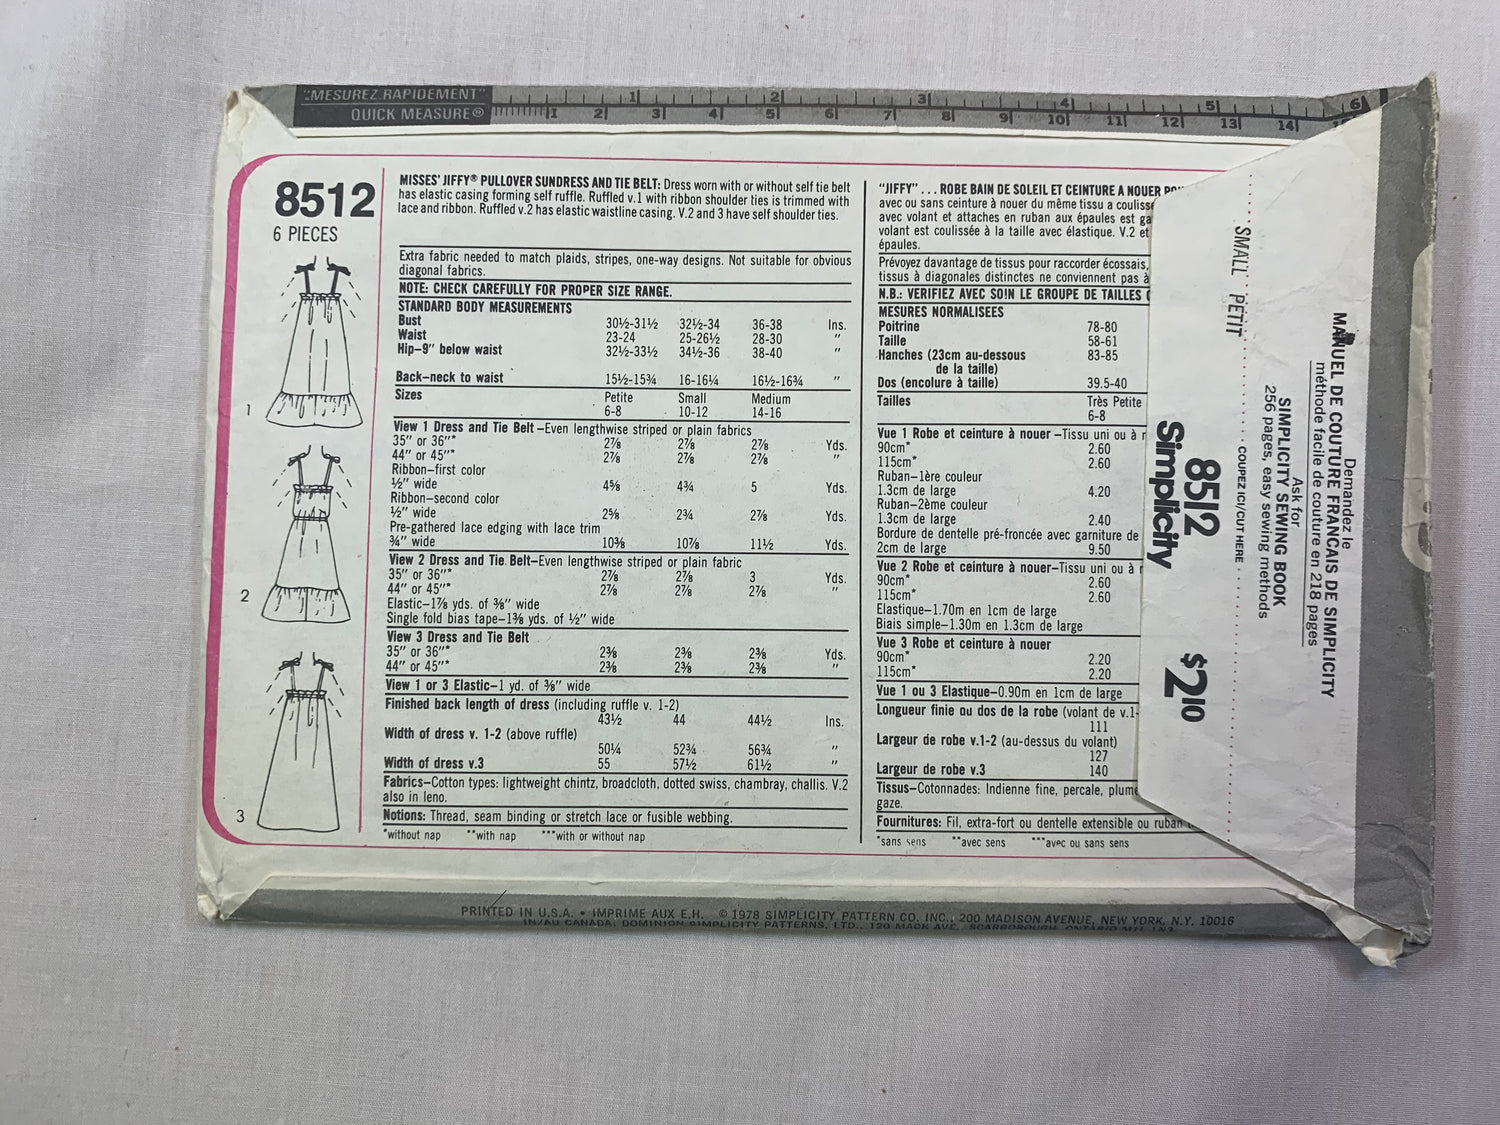 "MESUREZ RAPIDEMENT"
QUICK MEASURE®
1 2 3 4 5 6
1 2 3 4 5 6 7 8 9 10 11 12 13 14
8512
6 PIECES
1
2
3
MISSES' JIFFY® PULLOVER SUNDRESS AND TIE BELT: Dress worn with or without self tie belt
has elastic casing forming self ruffle. Ruffled v.1 with ribbon shoulder ties is trimmed with
lace and ribbon. Ruffled v.2 has elastic waistline casing. V.2 and 3 have self shoulder ties.
Extra fabric needed to match plaids, stripes, one-way designs. Not suitable for obvious
diagonal fabrics.
NOTE: CHECK CAREFULLY FOR PROPER SIZE RANGE.
STANDARD BODY MEASUREMENTS
Bust 30½-31½ 32½-34 36-38 Ins.
Waist 23-24 25-26½ 28-30 "
Hip–9" below waist 32½-33½ 34½-36 38-40 "
Back–neck to waist 15½-15¾ 16-16¼ 16½-16¾ "
Sizes Petite Small Medium
6-8 10-12 14-16
View 1 Dress and Tie Belt–Even lengthwise striped or plain fabrics
35" or 36"* 2⅞ 2⅞ 2⅞ Yds.
44" or 45"* 2⅞ 2⅞ 2⅞ "
Ribbon–first color
½" wide 4⅝ 4¾ 5 Yds.
Ribbon–second color
½" wide 2⅝ 2¾ 2⅞ Yds.
Pre-gathered lace edging with lace trim
¾" wide 10⅜ 10⅞ 11½ Yds.
View 2 Dress and Tie Belt–Even lengthwise striped or plain fabric
35" or 36"* 2⅞ 2⅞ 3 Yds.
44" or 45"* 2⅞ 2⅞ 2⅞ "
Elastic–1⅞ yds. of ⅜" wide
Single fold bias tape–1⅜ yds. of ½" wide
View 3 Dress and Tie Belt
35" or 36"* 2⅜ 2⅜ 2⅜ Yds.
44" or 45"* 2⅜ 2⅜ 2⅜ "
View 1 or 3 Elastic–1 yd. of ⅜" wide
Finished back length of dress (including ruffle v. 1-2)
43½ 44 44½ Ins.
Width of dress v. 1-2 (above ruffle)
50¼ 52¾ 56¾ "
Width of dress v.3 55 57½ 61½ "
Fabrics–Cotton types: lightweight chintz, broadcloth, dotted swiss, chambray, challis. V.2
also in leno.
Notions: Thread, seam binding or stretch lace or fusible webbing.
*without nap **with nap ***with or without nap
"JIFFY" ... ROBE BAIN DE SOLEIL ET CEINTURE A NOUER
avec ou sans ceinture à nouer du même tissu a couliss
avec volant et attaches en ruban aux épaules est ga
volant est coulissée à la taille avec élastique. V.2 et
épaules.
Prévoyez davantage de tissus pour raccorder écossais,
tissus à diagonales distinctes ne conviennent pas à
N.B.: VERIFIEZ AVEC SOIN LE GROUPE DE TAILLES
MESURES NORMALISEES
Poitrine 78-80
Taille 58-61
Hanches (23cm au-dessous 83-85
de la taille)
Dos (encolure à taille) 39.5-40
Tailles Très Petite
6-8
Vue 1 Robe et ceinture à nouer–Tissu uni ou à r
90cm* 2.60
115cm* 2.60
Ruban–1ère couleur
1.3cm de large 4.20
Ruban–2ème couleur
1.3cm de large 2.40
Bordure de dentelle pré-froncée avec garniture de
2cm de large 9.50
Vue 2 Robe et ceinture à nouer–Tissu uni ou à r
90cm* 2.60
115cm* 2.60
Elastique–1.70m en 1cm de large
Biais simple–1.30m en 1.3cm de large
Vue 3 Robe et ceinture à nouer
90cm* 2.20
115cm* 2.20
Vue 1 ou 3 Elastique–0.90m en 1cm de large
Longueur finie au dos de la robe (volant de v.1-
111
Largeur de robe v.1-2 (au-dessus du volant)
127
Largeur de robe v.3 140
Tissus–Cotonnades: Indienne fine, percale, plume
gaze.
Fournitures: Fil, extra-fort ou dentelle extensible ou ruban
*sans sens **avec sens ***avec ou sans sens
Demandez le
MANUEL DE COUTURE FRANCAIS DE SIMPLICITY
méthode facile de couture en 218 pages
Ask for
SIMPLICITY SEWING BOOK
256 pages, easy sewing methods
SMALL PETIT
COUPEZ ICI/CUT HERE
8512
Simplicity
$2.10
PRINTED IN U.S.A. • IMPRIME AUX E.H. © 1978 SIMPLICITY PATTERN CO. INC., 200 MADISON AVENUE, NEW YORK, N.Y. 10016
IN/AU CANADA: DOMINION SIMPLICITY PATTERNS, LTD., 120 MACK AVE. SCARBOROUGH, ONTARIO